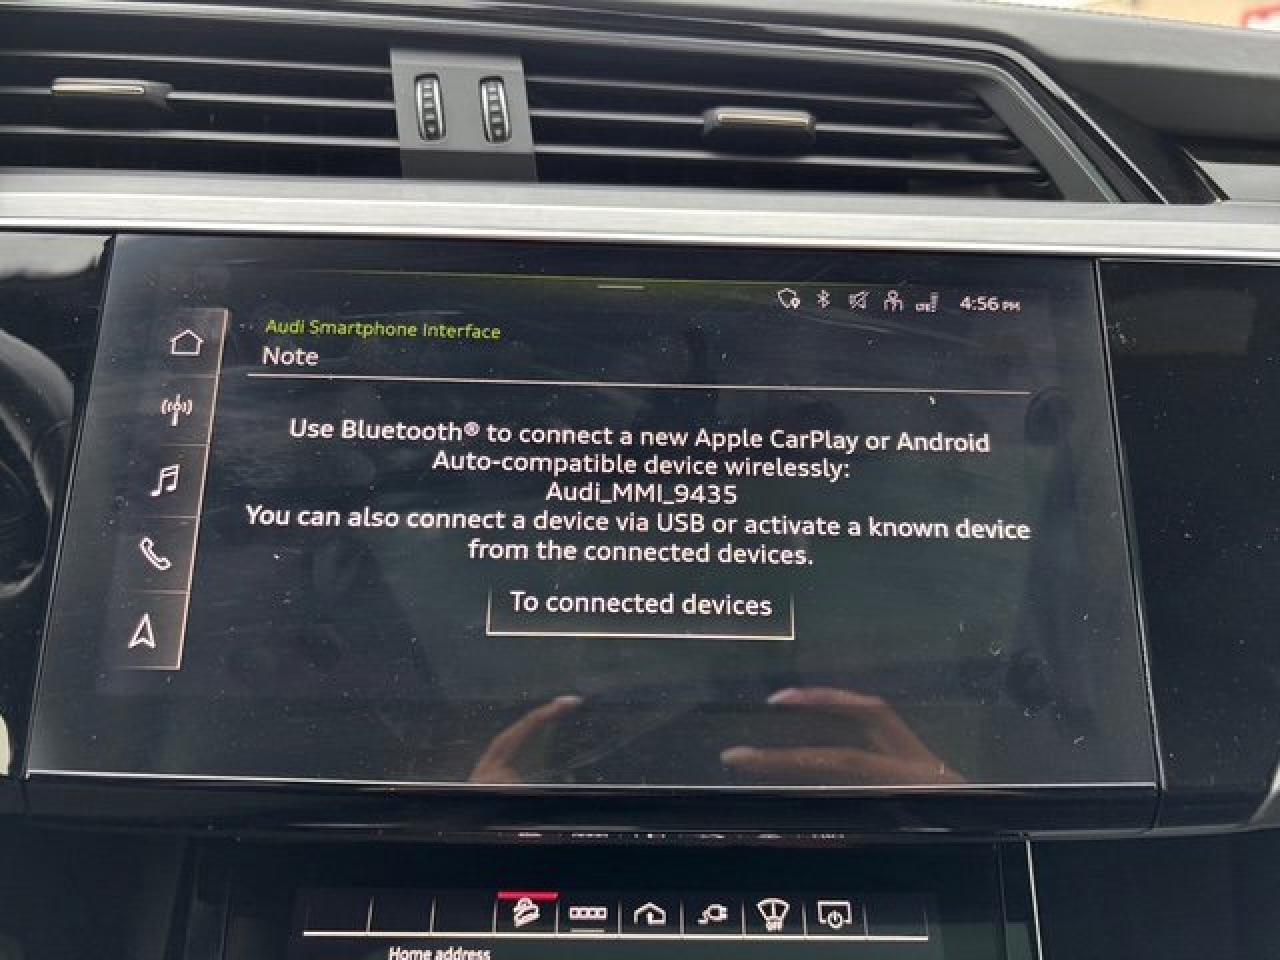 4:56 PM
Audi Smartphone Interface
Note
Use Bluetooth® to connect a new Apple CarPlay or Android
Auto-compatible device wirelessly:
Audi_MMI_9435
You can also connect a device via USB or activate a known device
from the connected devices.
To connected devices
OFF
Home address